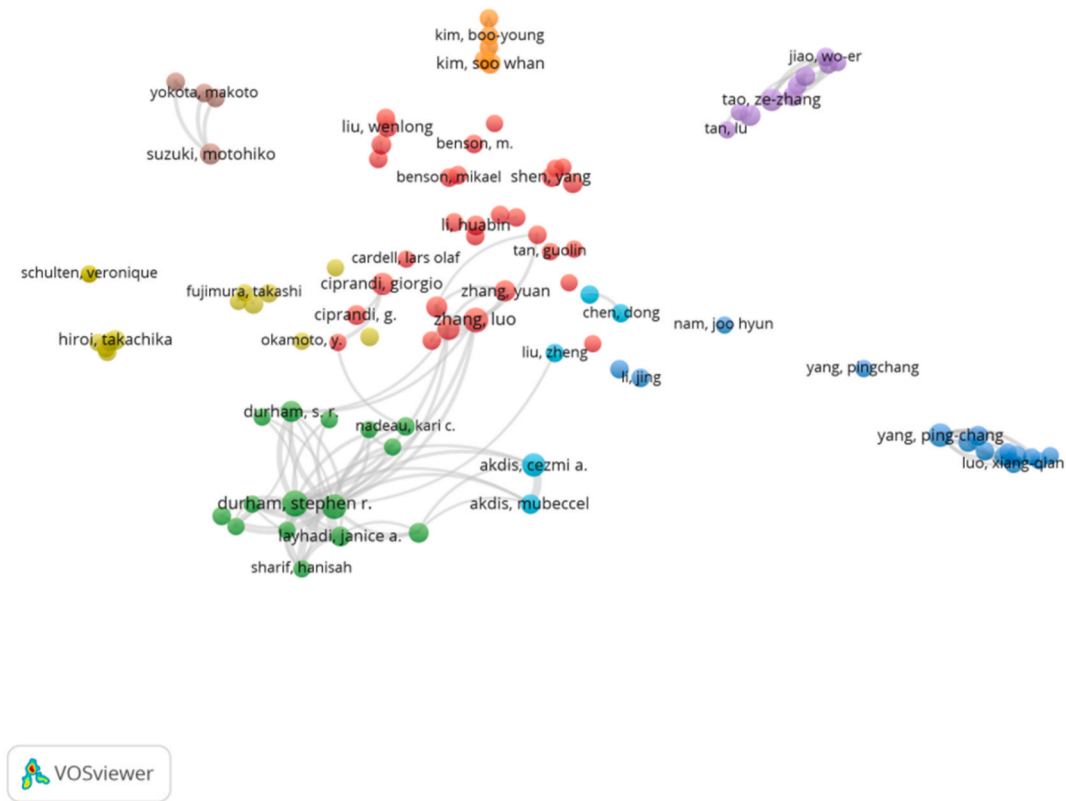 kim, boo-young
kim, soo whan
jiao, wo-er
yokota, makoto
tao, ze-zhang
liu, wenlong
tan, lu
benson, m.
suzuki, motohiko
benson, mikael
shen, yang
li, huabin
tan, guolin
cardell, lars olaf
schulten, veronique
ciprandi, giorgio
fujimura, takashi
zhang, yuan
chen, dong
ciprandi, g.
zhang, luo
nam, joo hyun
hiroi, takachika
okamoto, y.
liu, zheng
yang, pingchang
li, jing
durham, s. r.
nadeau, kari c.
yang, ping-chang
luo, xiang-qian
akdis, cezmi a.
durham, stephen r.
akdis, mubeccel
layhadi, janice a.
sharif, hanisah
VOSviewer